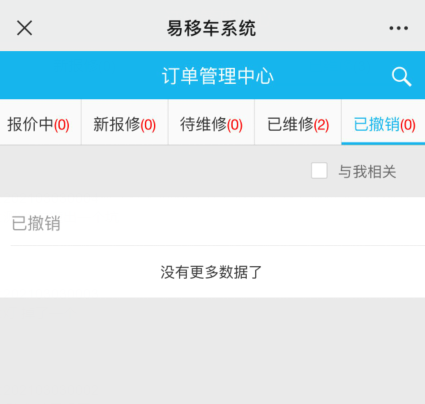 易移车系统
订单管理中心
报价中(0) 新报修(0) 待维修(0) 已维修(2) 已撤销(0)
与我相关
已撤销
没有更多数据了